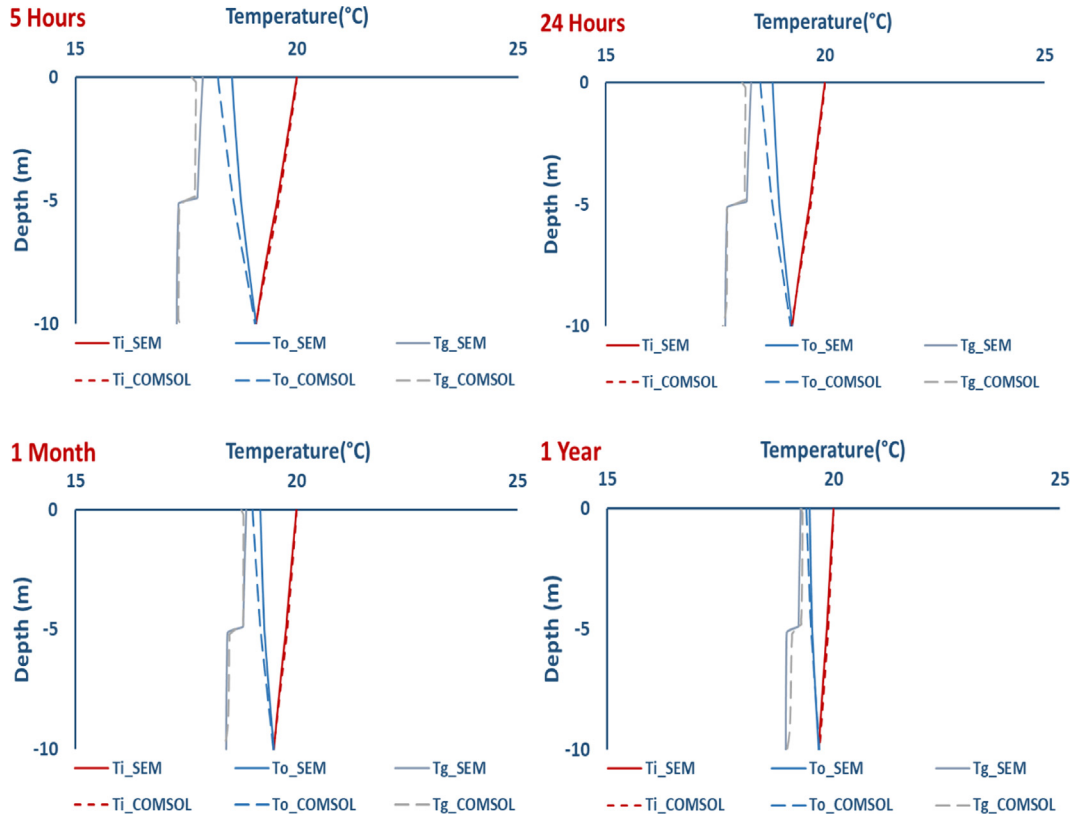 5 Hours
Temperature(°C)
15 20 25
0
-5
-10
Depth (m)
Ti_SEM To_SEM Tg_SEM
Ti_COMSOL To_COMSOL Tg_COMSOL
24 Hours
Temperature(°C)
15 20 25
0
-5
-10
Depth (m)
Ti_SEM To_SEM Tg_SEM
Ti_COMSOL To_COMSOL Tg_COMSOL
1 Month
Temperature(°C)
15 20 25
0
-5
-10
Depth (m)
Ti_SEM To_SEM Tg_SEM
Ti_COMSOL To_COMSOL Tg_COMSOL
1 Year
Temperature(°C)
15 20 25
0
-5
-10
Depth (m)
Ti_SEM To_SEM Tg_SEM
Ti_COMSOL To_COMSOL Tg_COMSOL